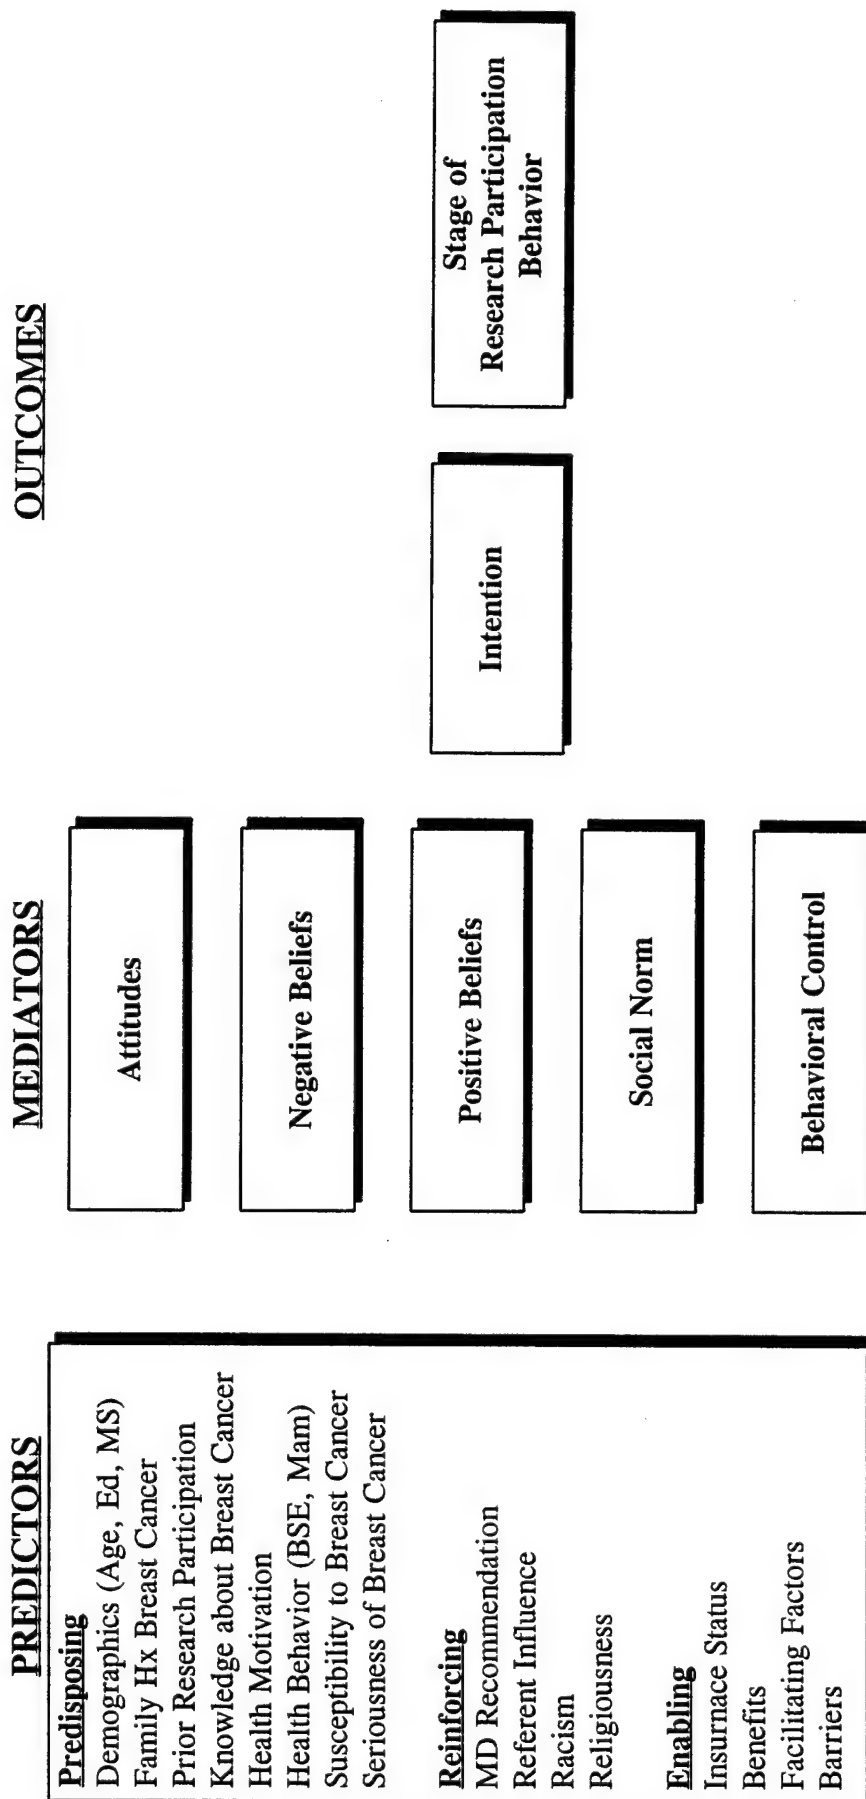 PREDICTORS
Predisposing
Demographics (Age, Ed, MS)
Family Hx Breast Cancer
Prior Research Participation
Knowledge about Breast Cancer
Health Motivation
Health Behavior (BSE, Mam)
Susceptibility to Breast Cancer
Seriousness of Breast Cancer
Reinforcing
MD Recommendation
Referent Influence
Racism
Religiousness
Enabling
Insurnace Status
Benefits
Facilitating Factors
Barriers
MEDIATORS
Attitudes
Negative Beliefs
Positive Beliefs
Social Norm
Behavioral Control
OUTCOMES
Intention
Stage of
Research Participation
Behavior